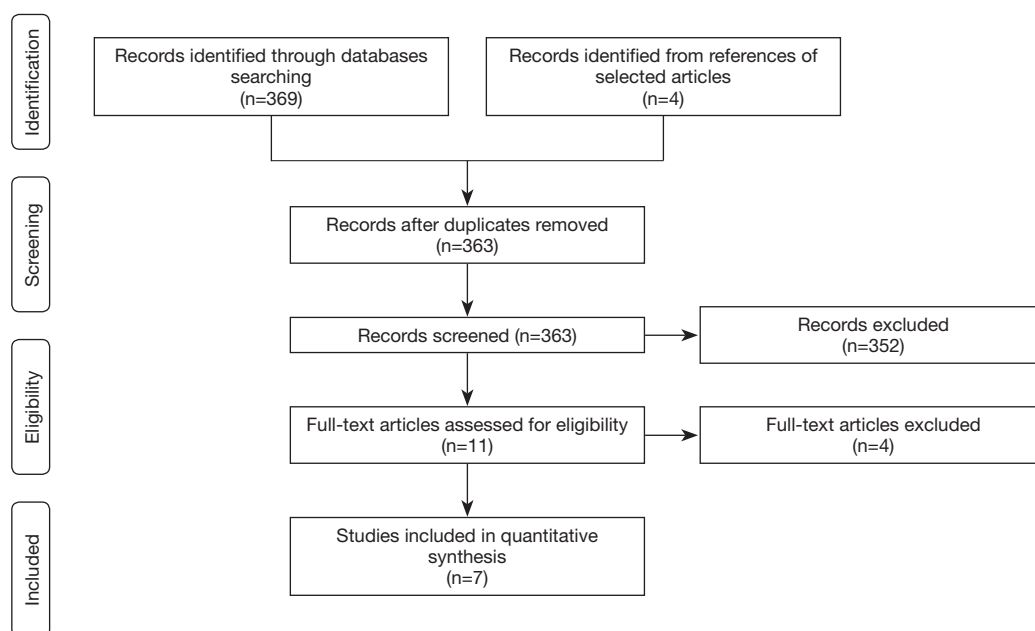 Identification
Records identified through databases
searching
(n=369)
Records identified from references of
selected articles
(n=4)
Screening
Records after duplicates removed
(n=363)
Records screened (n=363)
Records excluded
(n=352)
Eligibility
Full-text articles assessed for eligibility
(n=11)
Full-text articles excluded
(n=4)
Included
Studies included in quantitative
synthesis
(n=7)